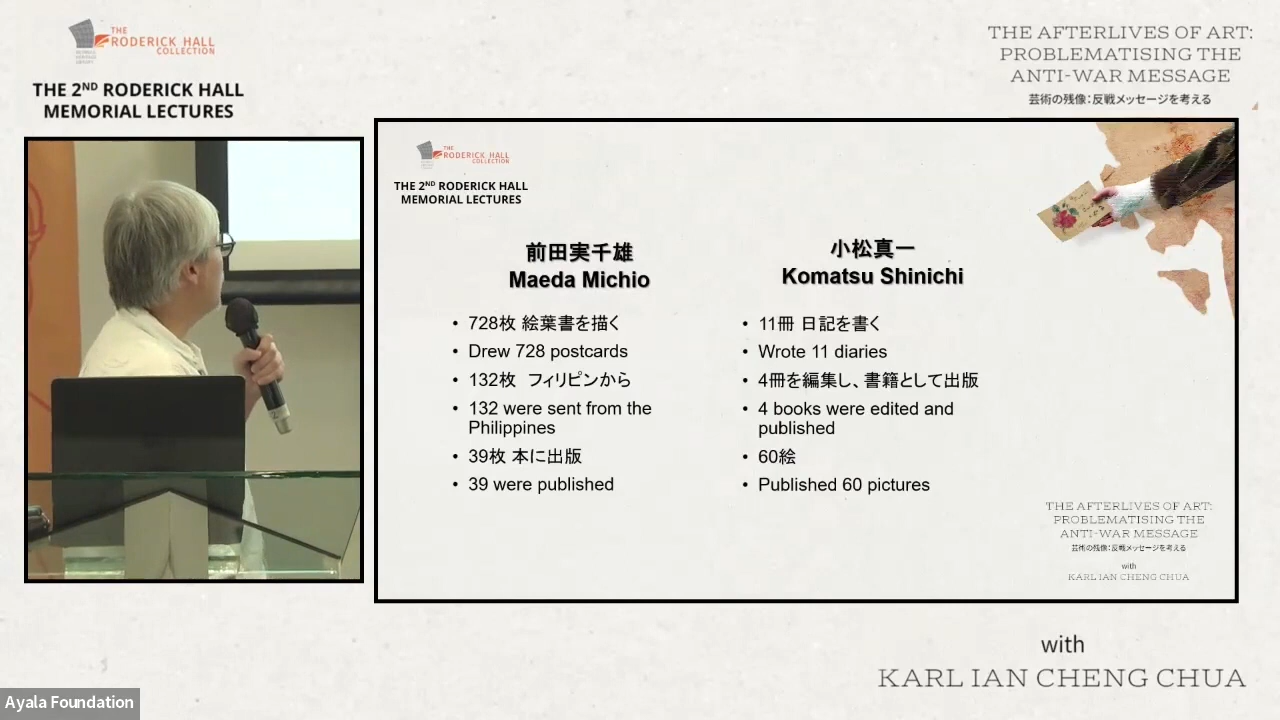 THE
RODERICK HALL
COLLECTION
THE 2ND RODERICK HALL
MEMORIAL LECTURES
THE AFTERLIVES OF ART:
PROBLEMATISING THE
ANTI-WAR MESSAGE
芸術の残像：反戦メッセージを考える
THE
RODERICK HALL
COLLECTION
THE 2ND RODERICK HALL
MEMORIAL LECTURES
前田実千雄
Maeda Michio
• 728枚 絵葉書を描く
• Drew 728 postcards
• 132枚　フィリピンから
• 132 were sent from the
Philippines
• 39枚 本に出版
• 39 were published
小松真一
Komatsu Shinichi
• 11冊 日記を書く
• Wrote 11 diaries
• 4冊を編集し、書籍として出版
• 4 books were edited and
published
• 60絵
• Published 60 pictures
THE AFTERLIVES OF ART:
PROBLEMATISING THE
ANTI-WAR MESSAGE
芸術の残像：反戦メッセージを考える
with
KARL IAN CHENG CHUA
with
KARL IAN CHENG CHUA
Ayala Foundation